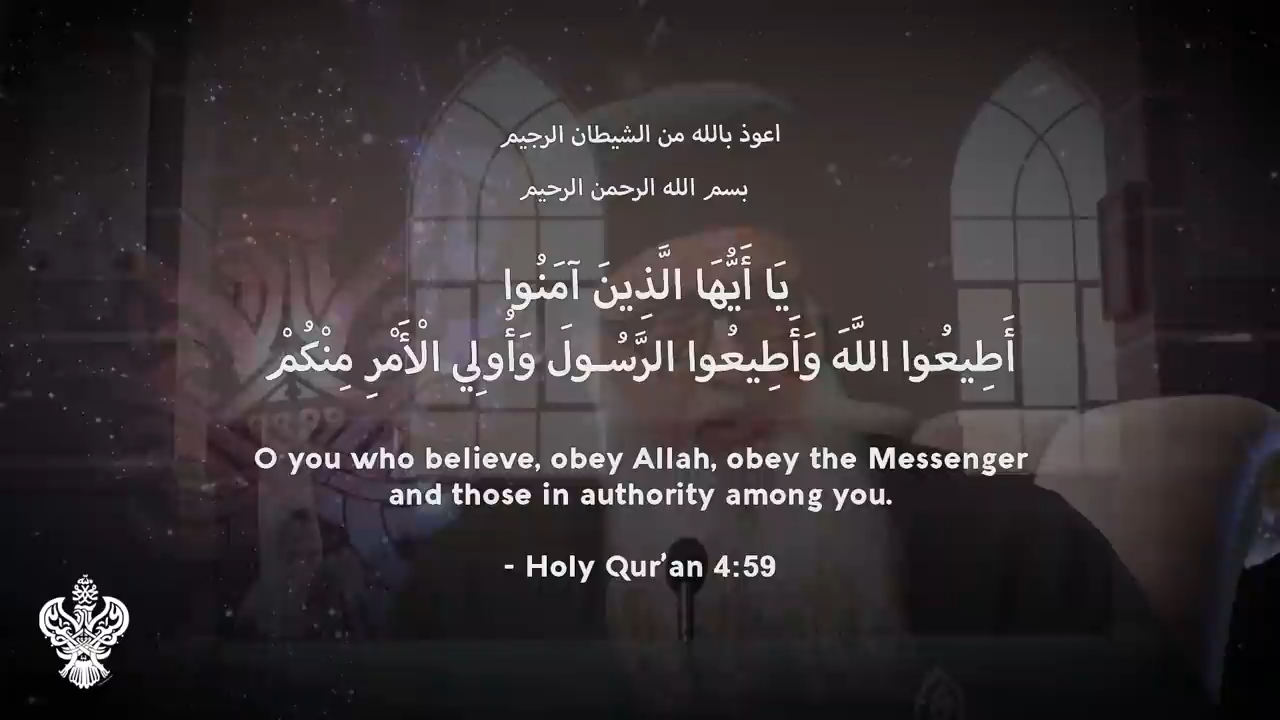 اعوذ بالله من الشيطان الرجيم
بسم الله الرحمن الرحيم
يَا أَيُّهَا الَّذِينَ آمَنُوا
أَطِيعُوا اللَّهَ وَأَطِيعُوا الرَّسُـولَ وَأُولِي الْأَمْرِ مِنْكُمْ
O you who believe, obey Allah, obey the Messenger
and those in authority among you.
- Holy Qur'an 4:59